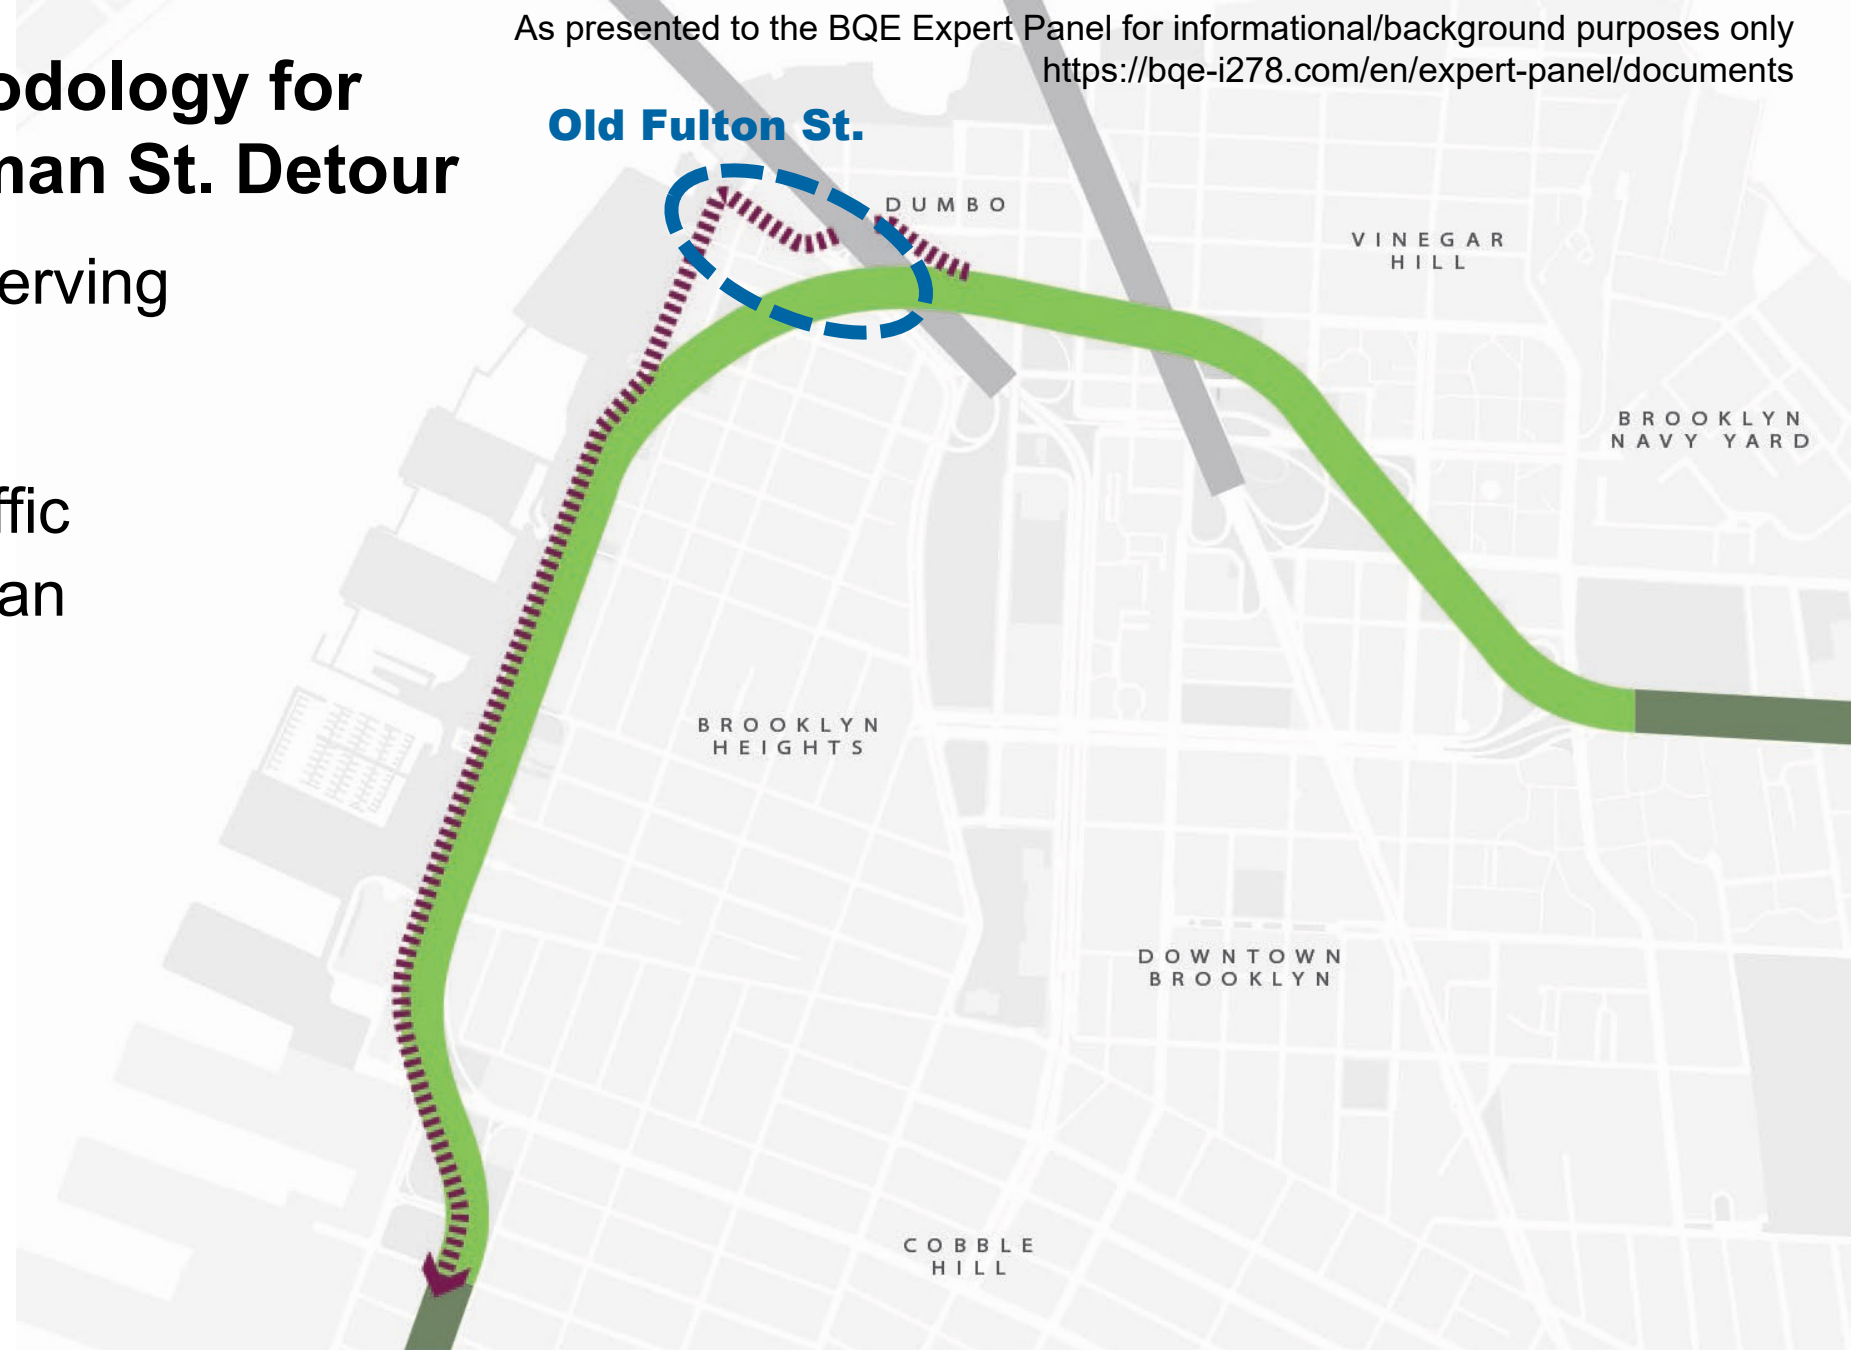 As presented to the BQE Expert Panel for informational/background purposes only
https://bqe-i278.com/en/expert-panel/documents
odology for
man St. Detour
erving
ffic
an
Old Fulton St.
DUMBO
VINEGAR
HILL
BROOKLYN
NAVY YARD
BROOKLYN
HEIGHTS
DOWNTOWN
BROOKLYN
COBBLE
HILL